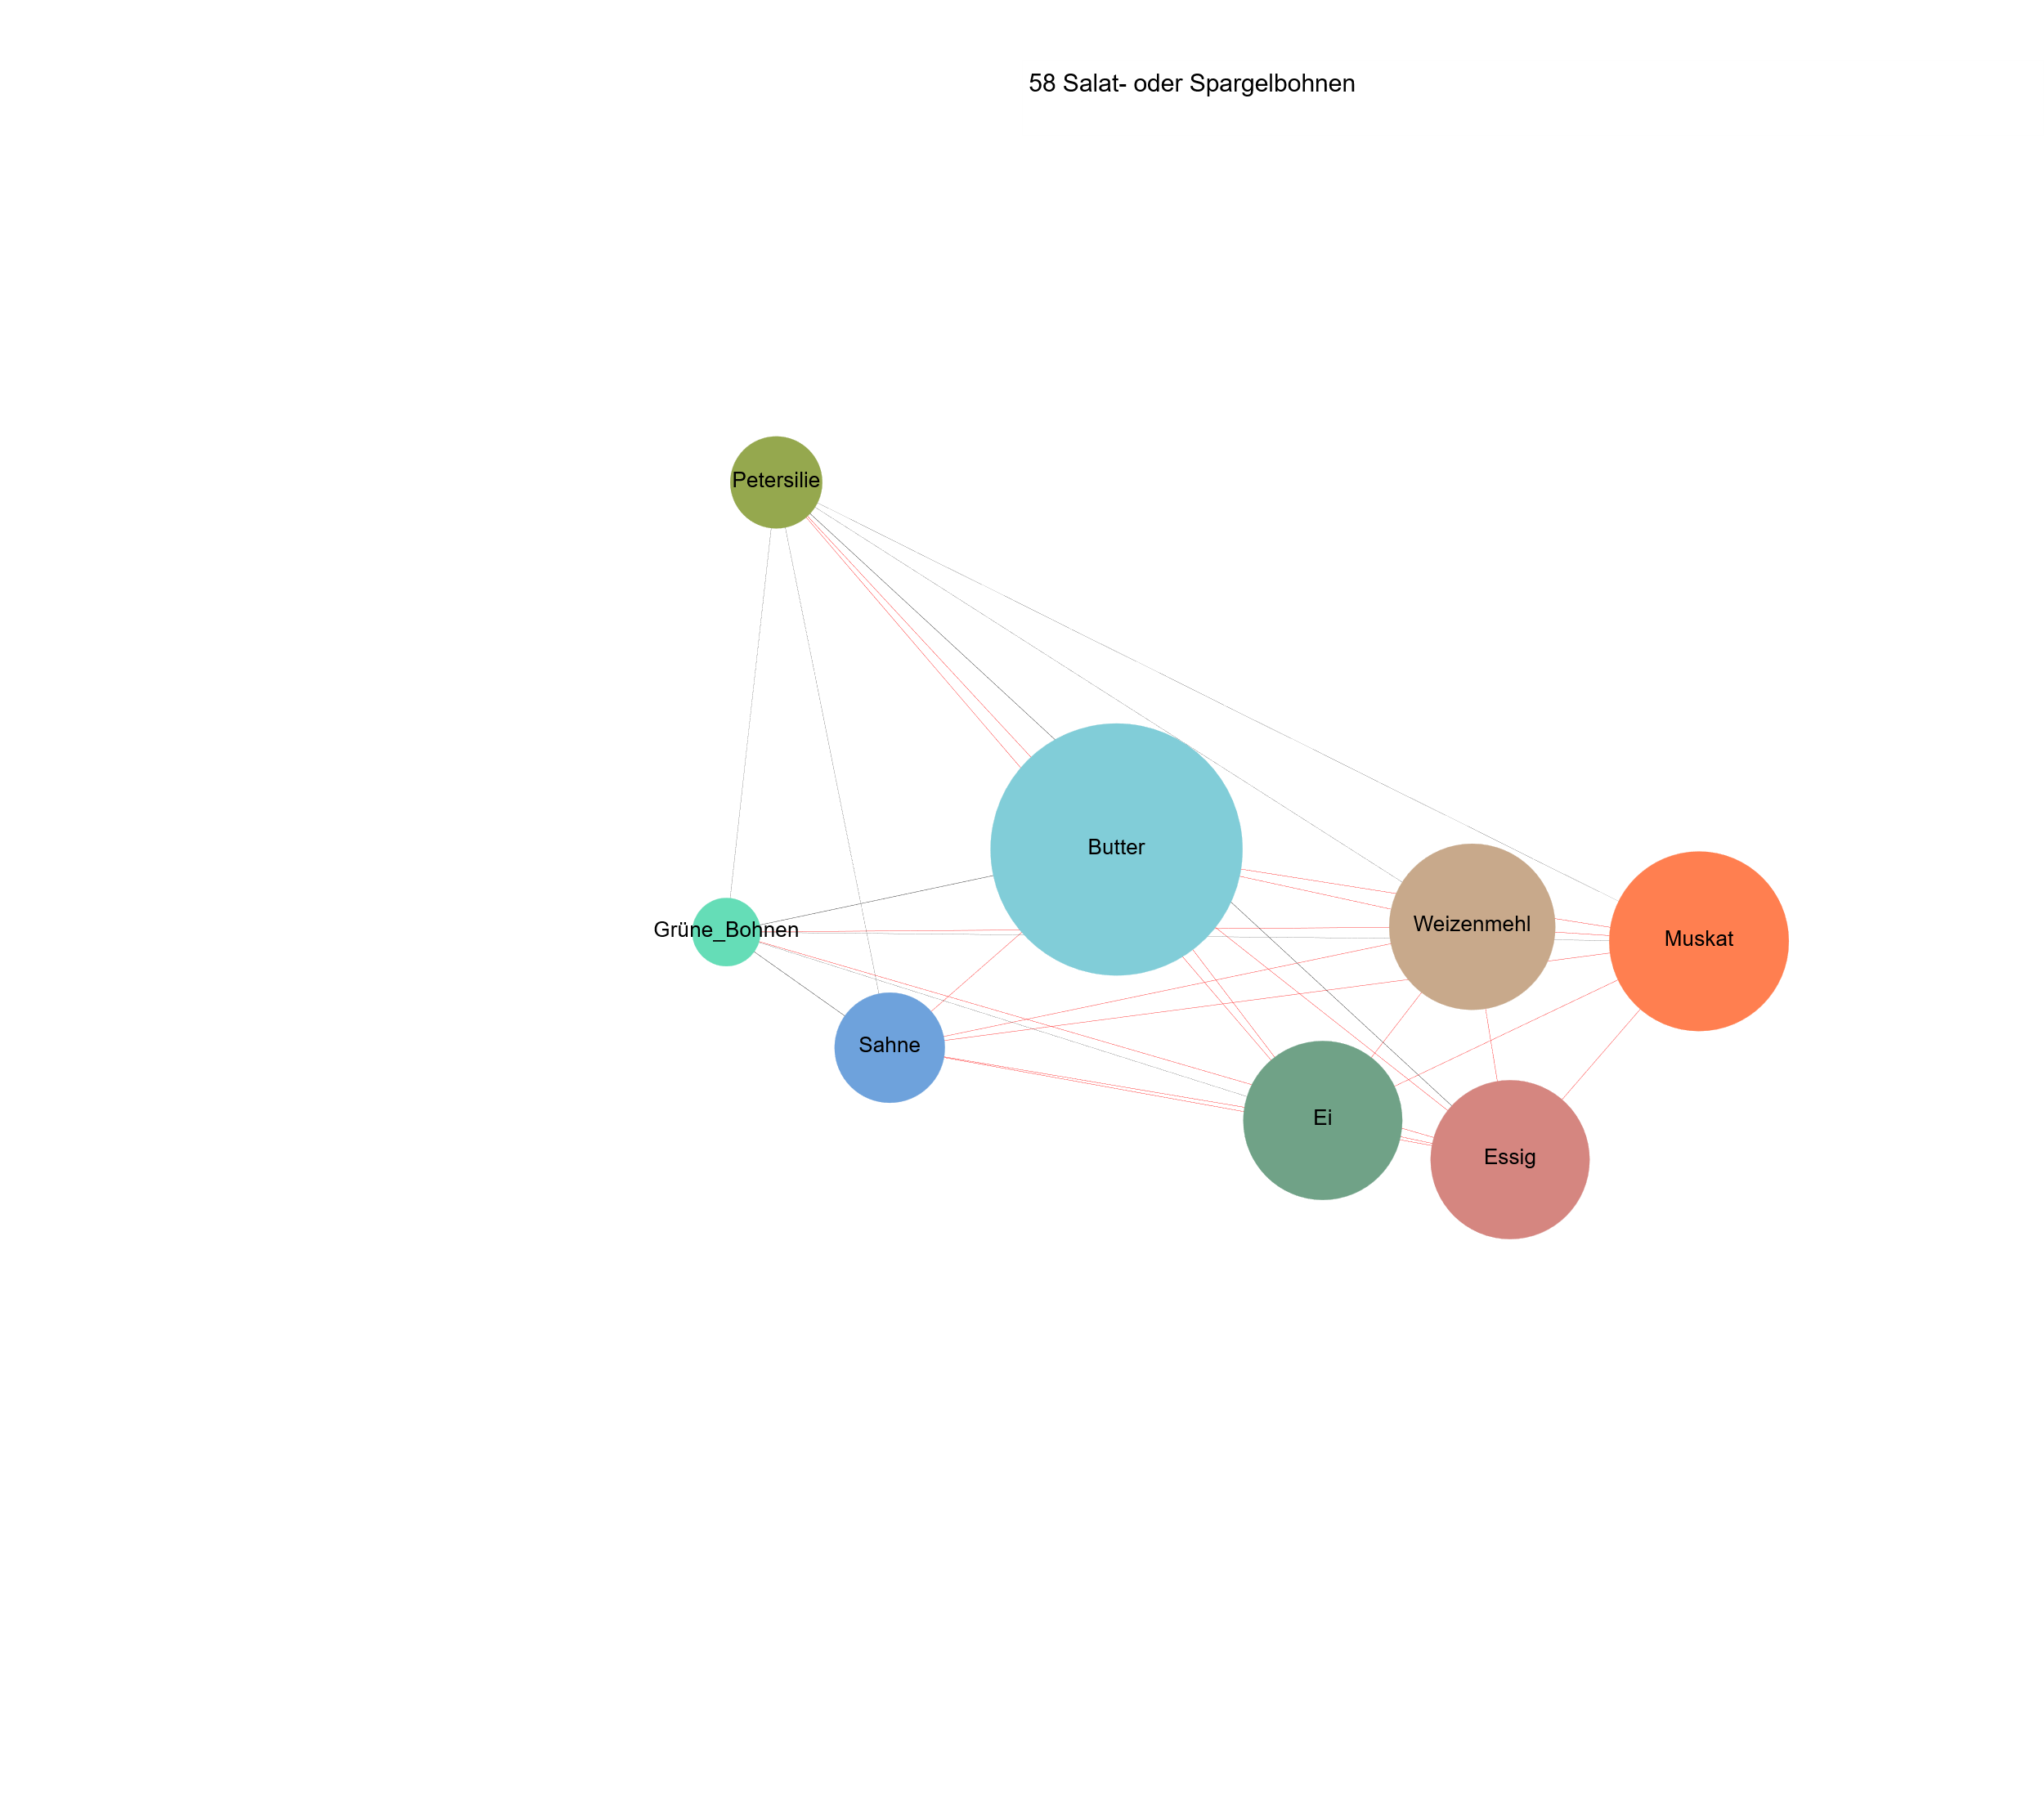 58 Salat- oder Spargelbohnen
Petersilie
Butter
Weizenmehl
Grüne_Bohnen
Muskat
Sahne
Ei
Essig